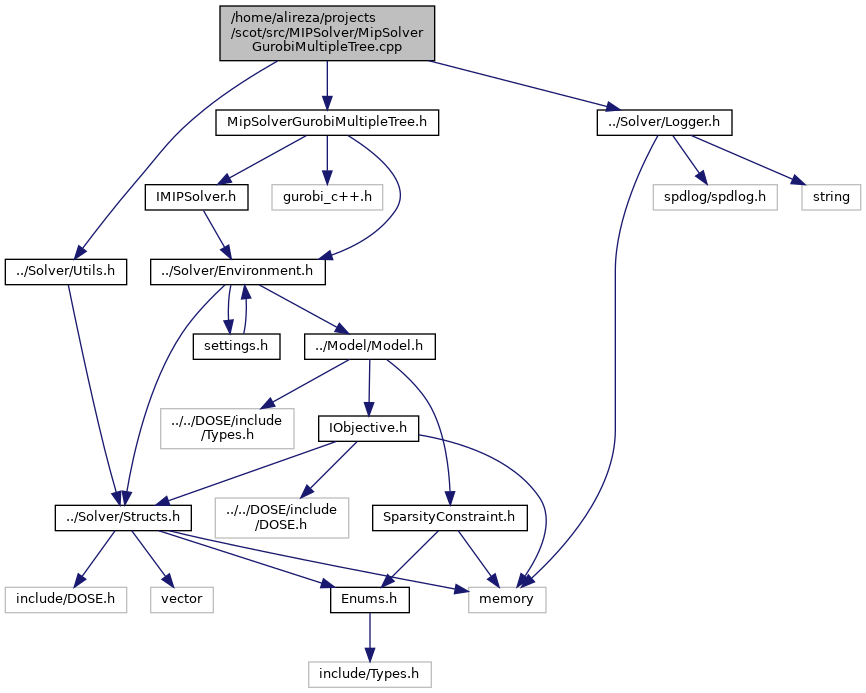 /home/alireza/projects
/scot/src/MIPSolver/MipSolver
GurobiMultipleTree.cpp
MipSolverGurobiMultipleTree.h
../Solver/Logger.h
IMIPSolver.h
gurobi_c++.h
spdlog/spdlog.h
string
../Solver/Utils.h
../Solver/Environment.h
settings.h
../Model/Model.h
../../DOSE/include
/Types.h
IObjective.h
../Solver/Structs.h
../../DOSE/include
/DOSE.h
SparsityConstraint.h
include/DOSE.h
vector
Enums.h
memory
include/Types.h